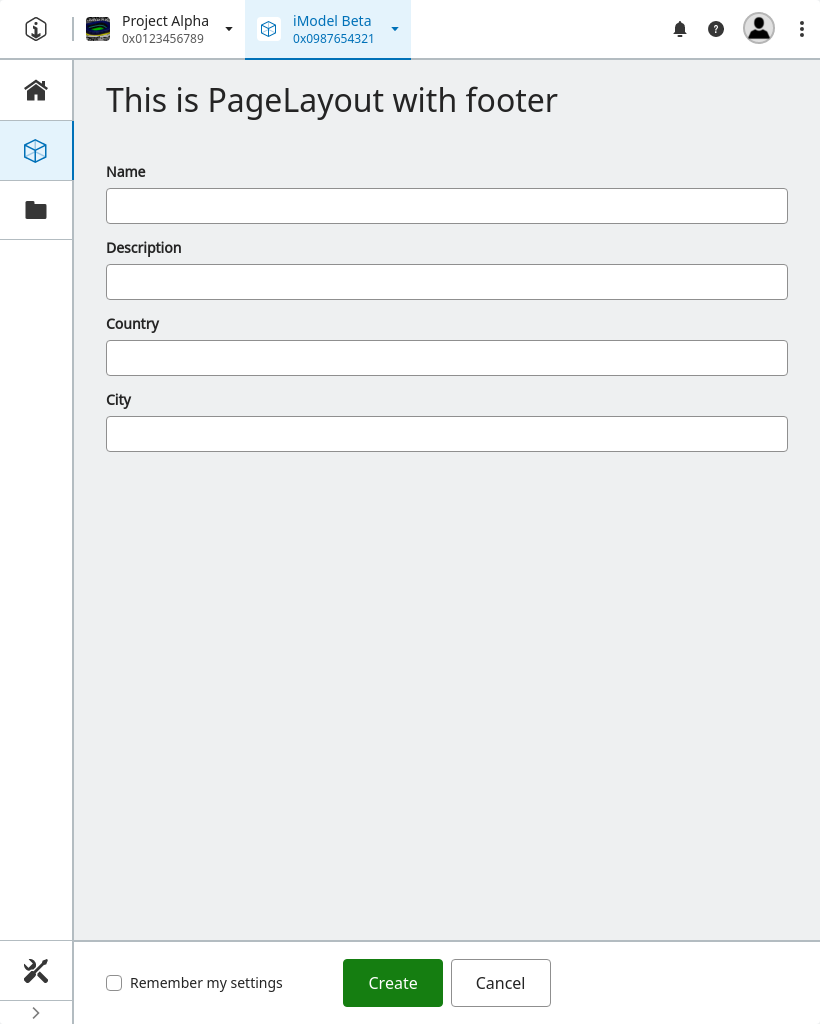 Project Alpha
0x0123456789
iModel Beta
0x0987654321
This is PageLayout with footer
Name
Description
Country
City
Remember my settings
Create
Cancel